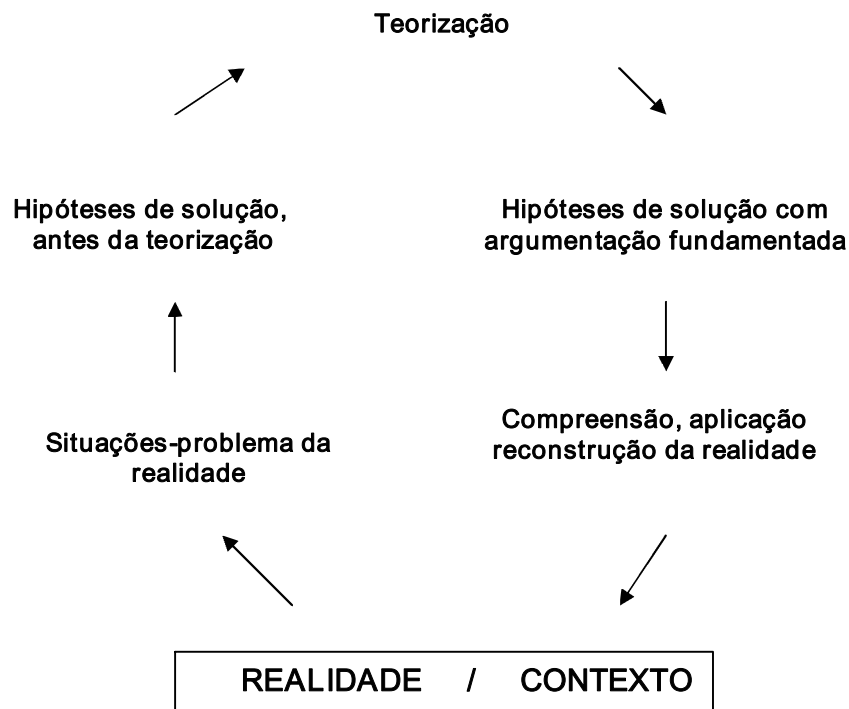 Teorização
Hipóteses de solução,
antes da teorização
Hipóteses de solução com
argumentação fundamentada
Situações-problema da
realidade
Compreensão, aplicação
reconstrução da realidade
REALIDADE / CONTEXTO